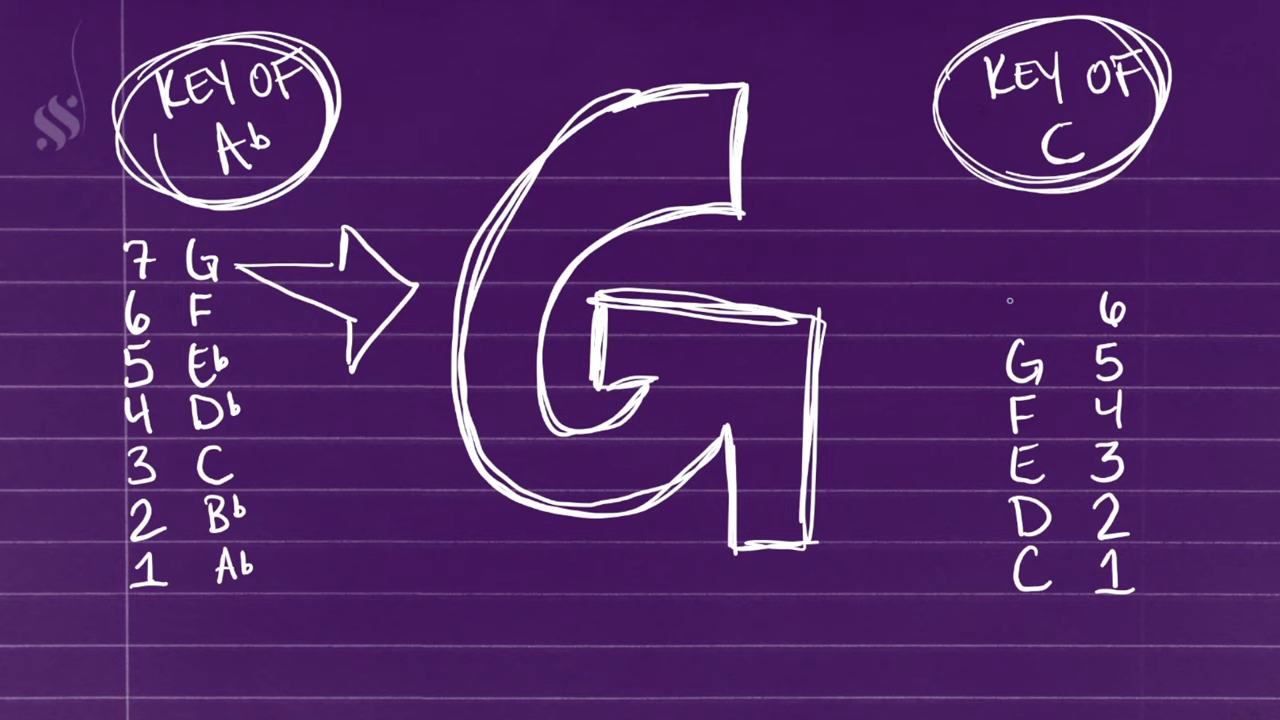 KEY OF
Ab
7 G
6 F
5 Eb
4 Db
3 C
2 Bb
1 Ab
G
KEY OF
C
6
G 5
F 4
E 3
D 2
C 1